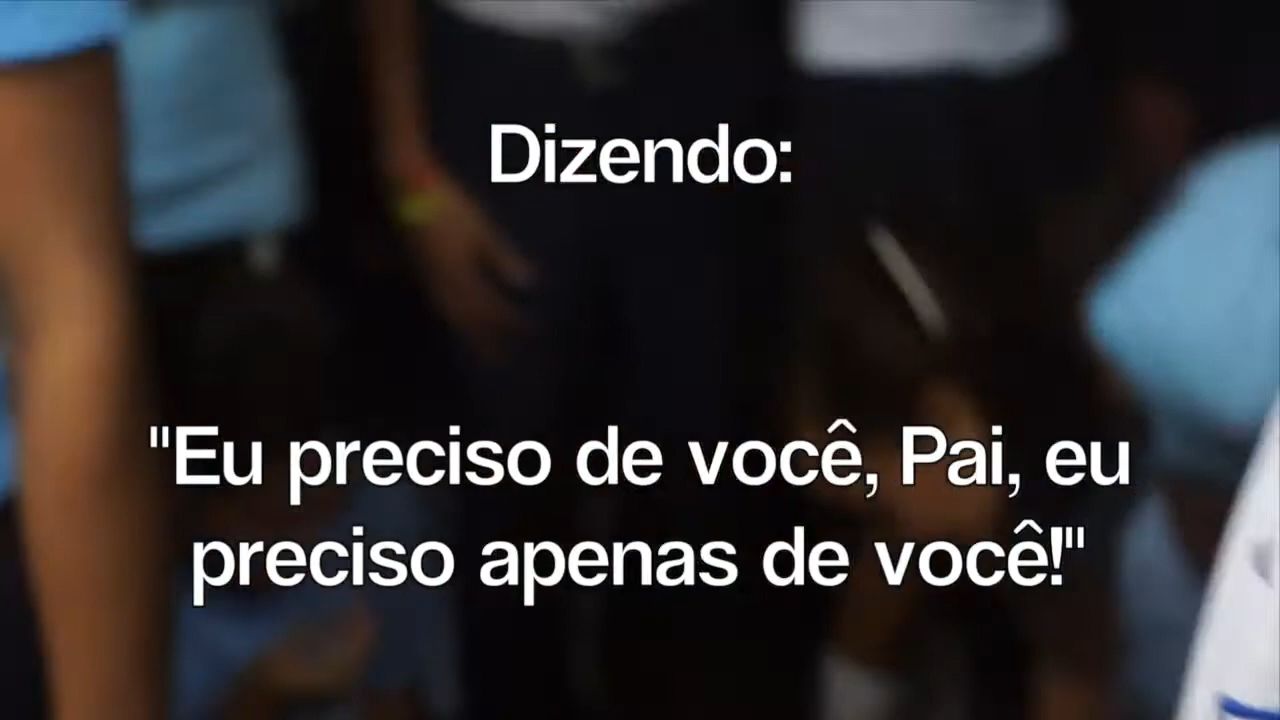 Dizendo:
"Eu preciso de você, Pai, eu
preciso apenas de você!"